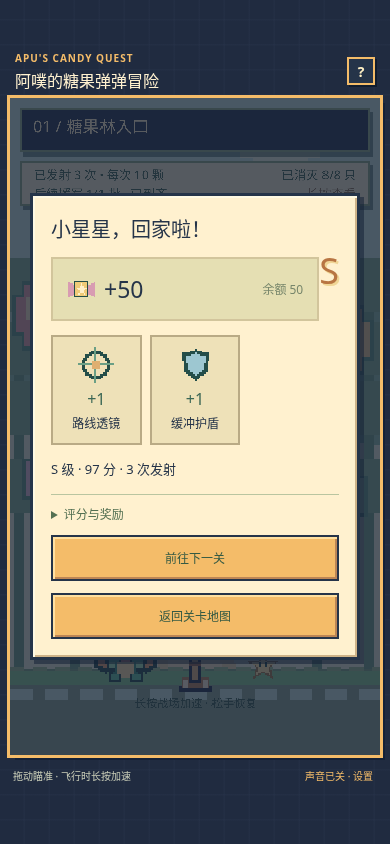 APU'S CANDY QUEST
阿噗的糖果弹弹冒险
?
01 / 糖果林入口
已发射 3 次 · 每次 10 颗
已消灭 8/8 只
小星星，回家啦！
+50
余额 50
S
+1
路线透镜
+1
缓冲护盾
S 级 · 97 分 · 3 次发射
▶ 评分与奖励
前往下一关
返回关卡地图
长按战场加速 · 松手恢复
拖动瞄准 · 飞行时长按加速
声音已关 · 设置